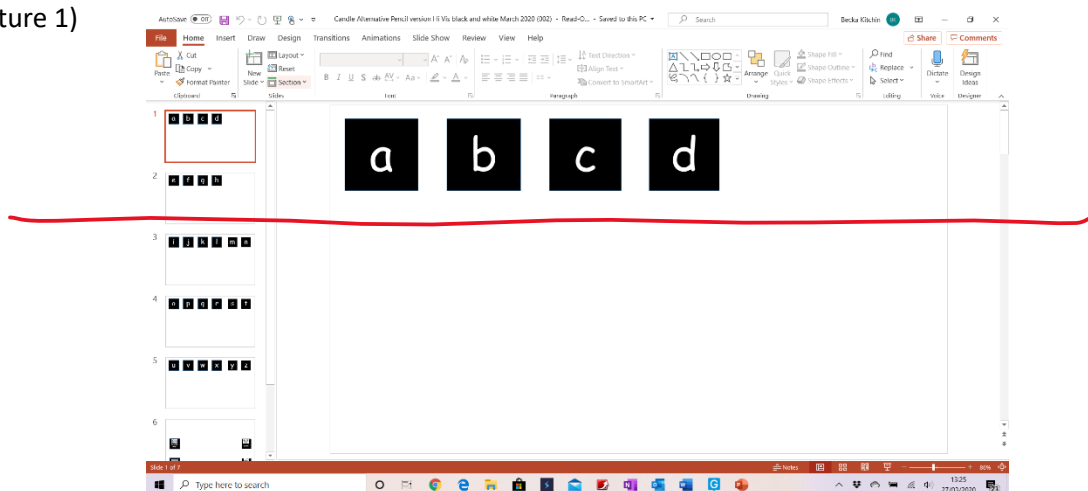 ture 1)
AutoSave Off Candle Alternative Pencil version I li Vis black and white March 2020 (002) - Read-O... - Saved to this PC Search Becka Kitchin
File Home Insert Draw Design Transitions Animations Slide Show Review View Help Share Comments
Cut Layout Text Direction Shape Fill Find
Paste Copy New Slide Reset B I U S ab AV Aa A Align Text Arrange Quick Styles Shape Outline Replace Dictate Design Ideas
Format Painter Section Convert to SmartArt Shape Effects Select
Clipboard Slides Font Paragraph Drawing Editing Voice Designer
1
a b c d
a b c d
2
e f g h
3
i j k l m n
4
o p q r s t
5
u v w x y z
6
Slide 1 of 7 Notes 86%
Type here to search 13:25
27/03/2020